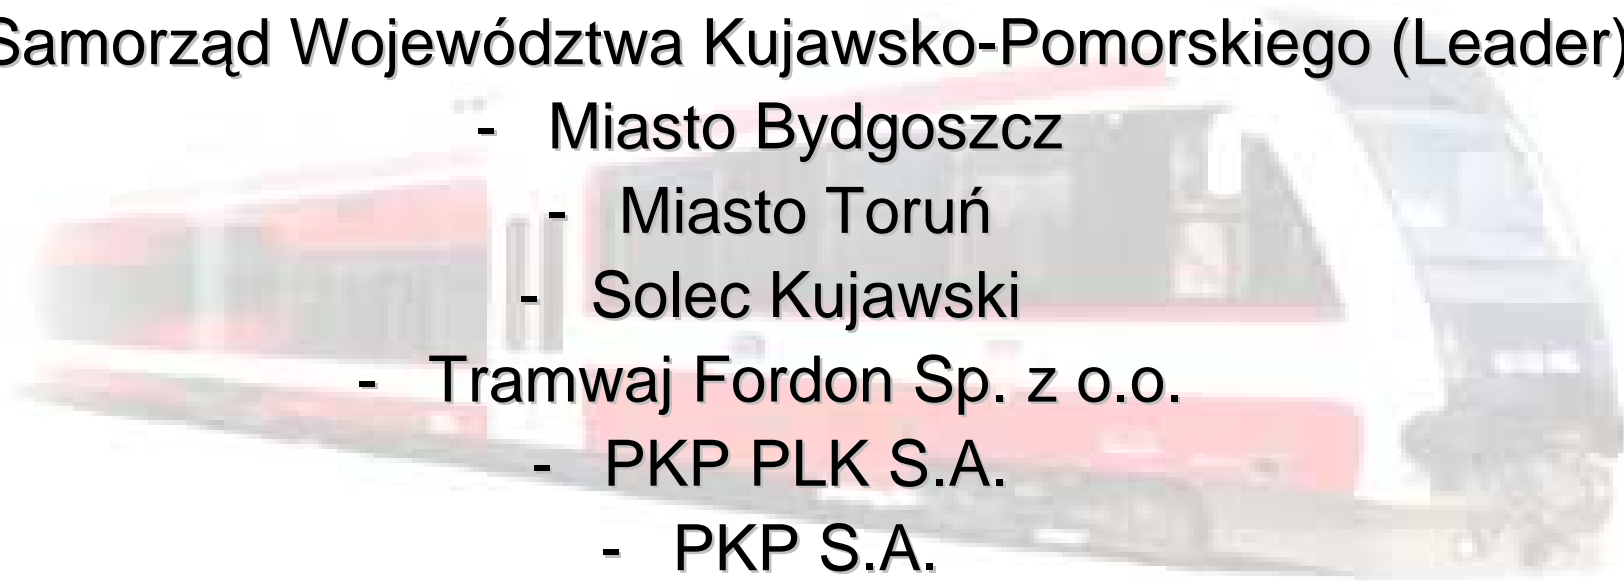 Samorząd Województwa Kujawsko-Pomorskiego (Leader)
- Miasto Bydgoszcz
- Miasto Toruń
- Solec Kujawski
- Tramwaj Fordon Sp. z o.o.
- PKP PLK S.A.
- PKP S.A.